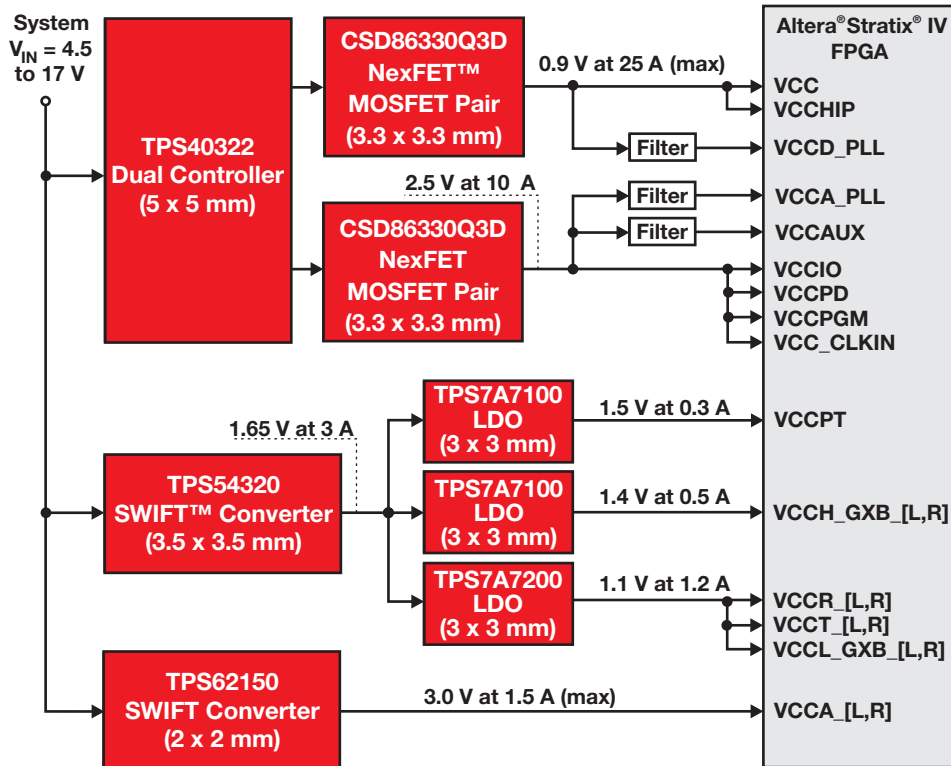 System
V_IN = 4.5
to 17 V
TPS40322
Dual Controller
(5 x 5 mm)
CSD86330Q3D
NexFET™
MOSFET Pair
(3.3 x 3.3 mm)
0.9 V at 25 A (max)
2.5 V at 10 A
CSD86330Q3D
NexFET
MOSFET Pair
(3.3 x 3.3 mm)
Filter
Filter
Filter
Altera® Stratix® IV
FPGA
VCC
VCCHIP
VCCD_PLL
VCCA_PLL
VCCAUX
VCCIO
VCCPD
VCCPGM
VCC_CLKIN
1.65 V at 3 A
TPS54320
SWIFT™ Converter
(3.5 x 3.5 mm)
TPS7A7100
LDO
(3 x 3 mm)
1.5 V at 0.3 A
VCCPT
TPS7A7100
LDO
(3 x 3 mm)
1.4 V at 0.5 A
VCCH_GXB_[L,R]
TPS7A7200
LDO
(3 x 3 mm)
1.1 V at 1.2 A
VCCR_[L,R]
VCCT_[L,R]
VCCL_GXB_[L,R]
TPS62150
SWIFT Converter
(2 x 2 mm)
3.0 V at 1.5 A (max)
VCCA_[L,R]